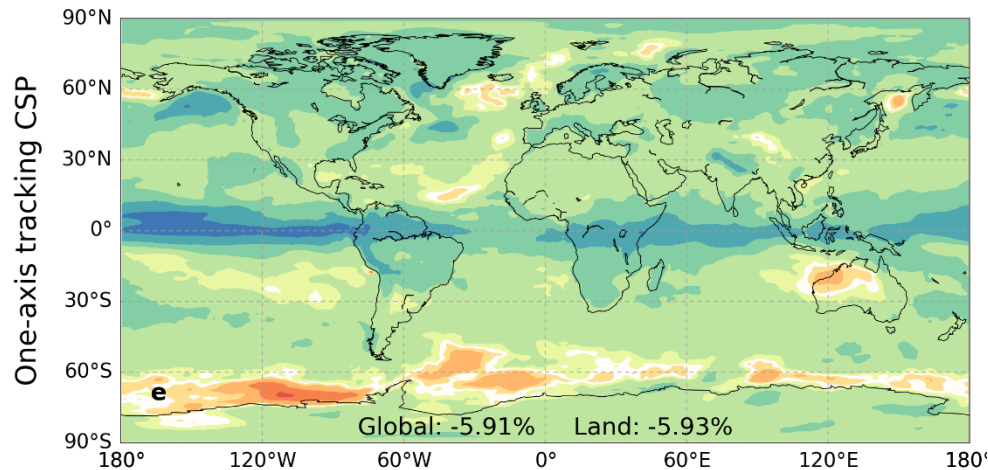 One-axis tracking CSP
90°N
60°N
30°N
0°
30°S
60°S
90°S
e
Global: -5.91% Land: -5.93%
180° 120°W 60°W 0° 60°E 120°E 180°